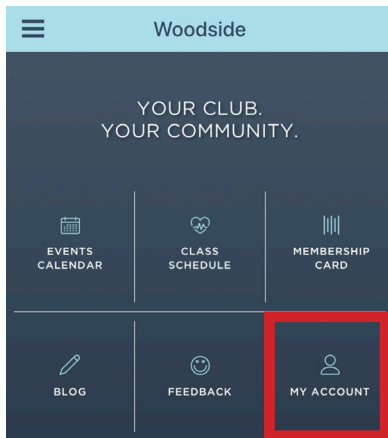 Woodside
YOUR CLUB.
YOUR COMMUNITY.
EVENTS
CALENDAR
CLASS
SCHEDULE
MEMBERSHIP
CARD
BLOG
FEEDBACK
MY ACCOUNT